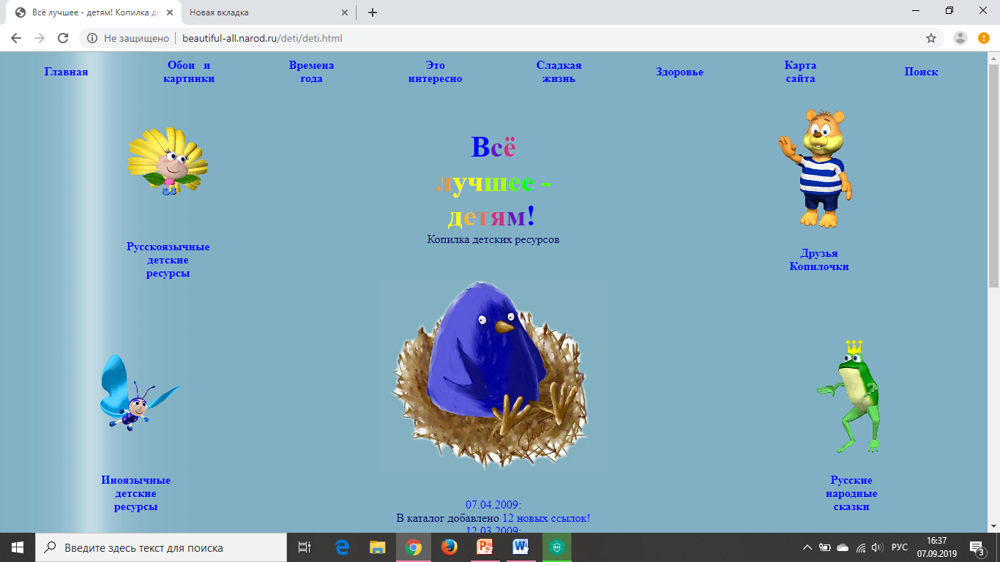 Всё лучшее - детям! Копилка де
Новая вкладка
Не защищено
beautiful-all.narod.ru/deti/deti.html
Главная
Обои и
картинки
Времена
года
Это
интересно
Сладкая
жизнь
Здоровье
Карта
сайта
Поиск
Всё
лучшее -
детям!
Копилка детских ресурсов
Русскоязычные
детские
ресурсы
Друзья
Копилочки
Иноязычные
детские
ресурсы
Русские
народные
сказки
07.04.2009:
В каталог добавлено 12 новых ссылок!
12.03.2009:
Введите здесь текст для поиска
РУС
16:37
07.09.2019
3